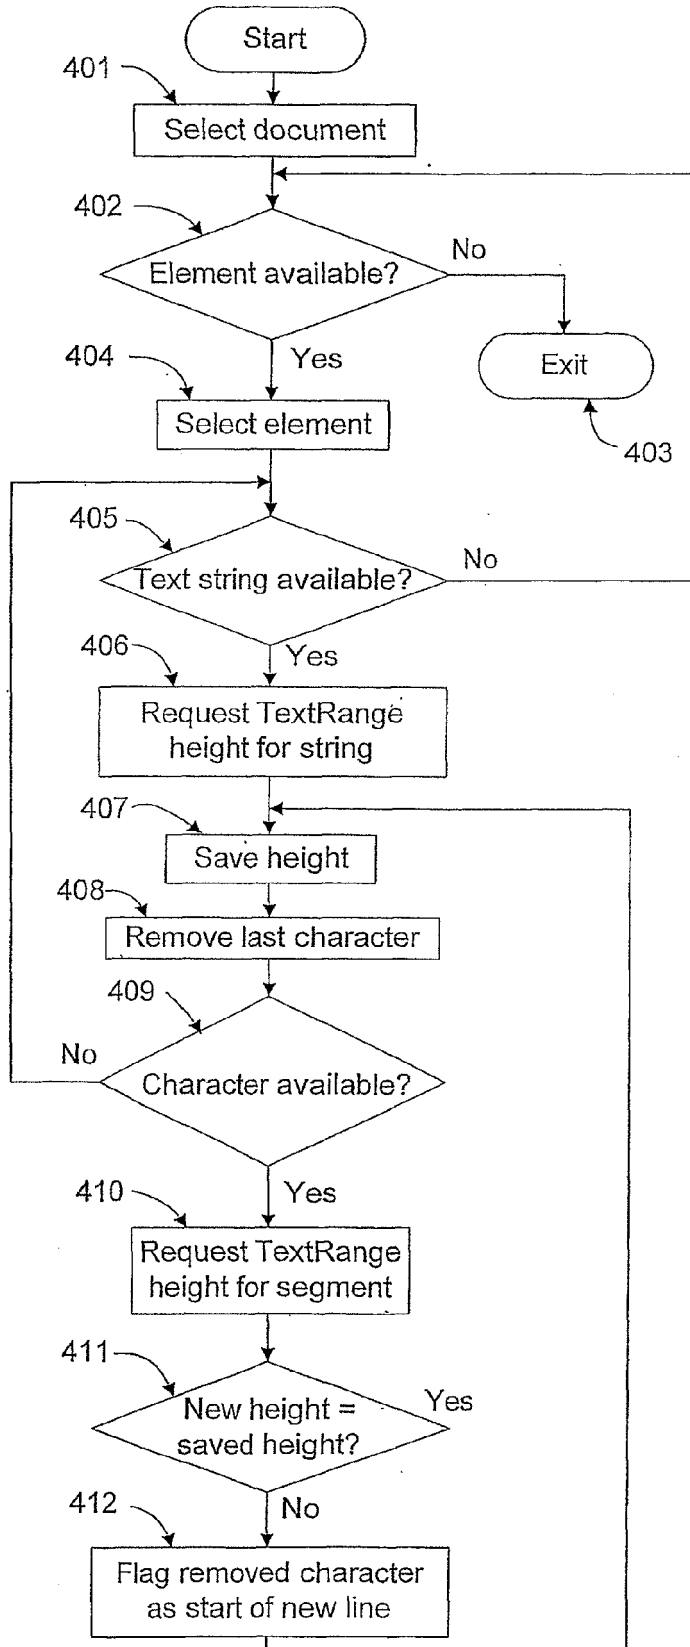 Start
401
Select document
402
Element available?
No
Yes
Exit
403
404
Select element
405
Text string available?
No
Yes
406
Request TextRange
height for string
407
Save height
408
Remove last character
409
No
Character available?
Yes
410
Request TextRange
height for segment
411
New height =
saved height?
Yes
No
412
Flag removed character
as start of new line